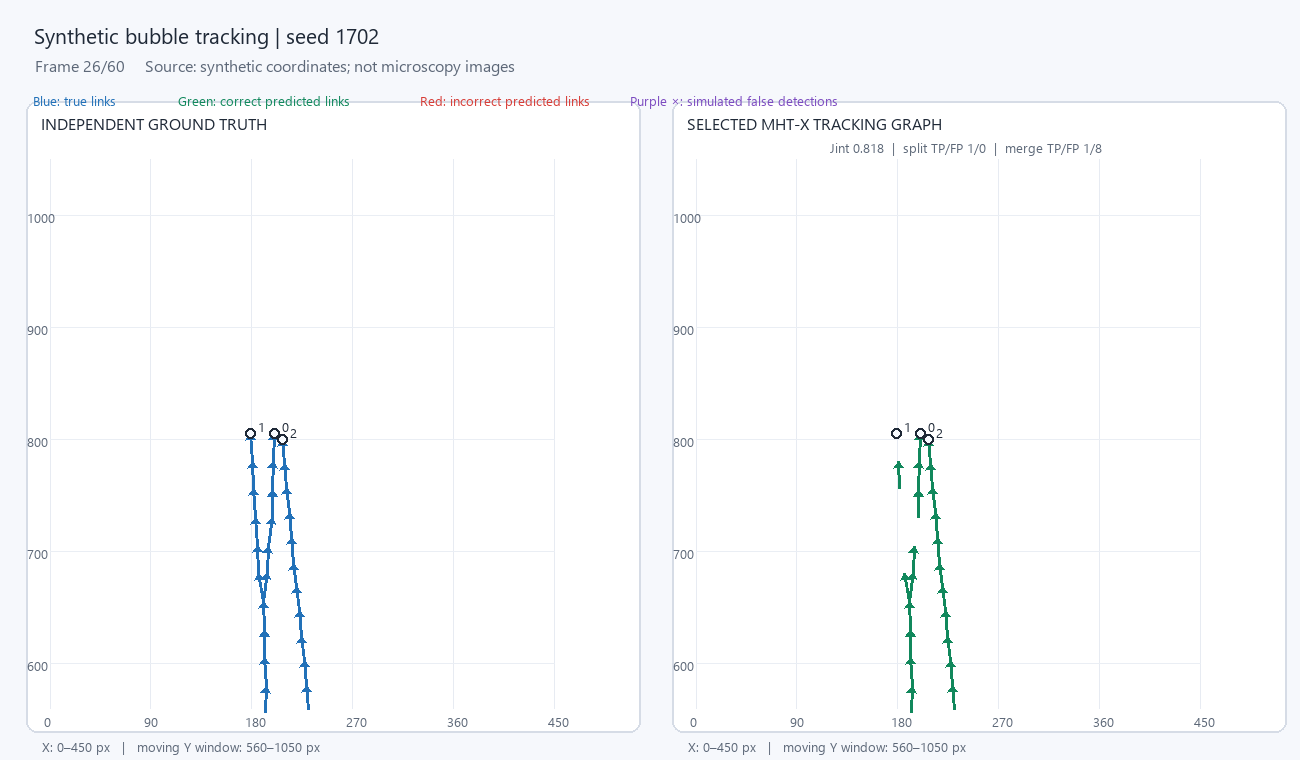 Synthetic bubble tracking | seed 1702
Frame 26/60 Source: synthetic coordinates; not microscopy images
Blue: true links Green: correct predicted links Red: incorrect predicted links Purple ×: simulated false detections
INDEPENDENT GROUND TRUTH
1000
900
800
700
600
1
0
2
0 90 180 270 360 450
X: 0–450 px | moving Y window: 560–1050 px
SELECTED MHT-X TRACKING GRAPH
Jint 0.818 | split TP/FP 1/0 | merge TP/FP 1/8
1000
900
800
700
600
1
0
2
0 90 180 270 360 450
X: 0–450 px | moving Y window: 560–1050 px